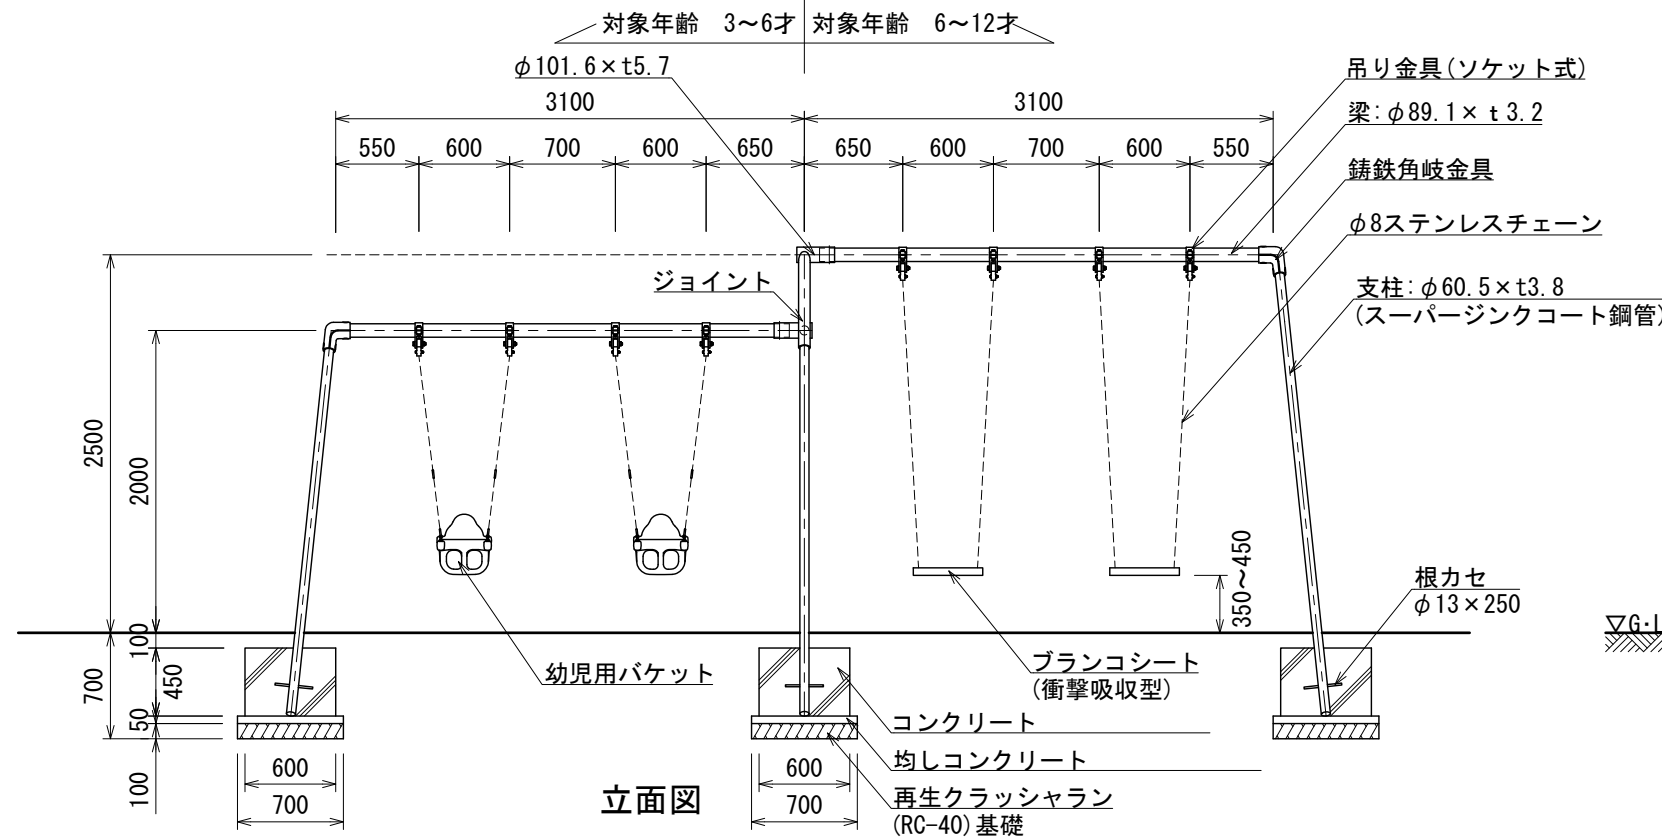 対象年齢　3～6才 対象年齢　6～12才
φ101.6×t5.7
吊り金具(ソケット式)
3100 3100
梁:φ89.1×ｔ3.2
550 600 700 600 650 650 600 700 600 550
鋳鉄角岐金具
φ8ステンレスチェーン
ジョイント
支柱:φ60.5×t3.8
(スーパージンクコート鋼管)
2500
2000
350～450
根カセ
φ13×250
▽G·L
100
700
450
50
100
幼児用バケット
ブランコシート
(衝撃吸収型)
コンクリート
均しコンクリート
再生クラッシャラン
(RC-40)基礎
600 600
700 700
立面図